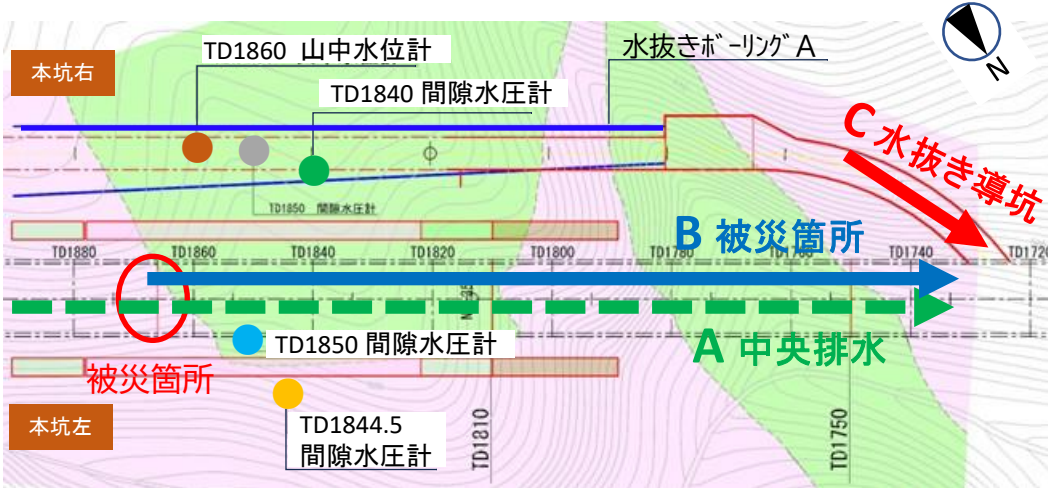 TD1860 山中水位計
水抜きボーリングA
本坑右
N
TD1840 間隙水圧計
C 水抜き導坑
TD1850 間隙水圧計
B 被災箇所
TD1880
TD1860
TD1840
TD1820
TD1800
TD1780
TD1760
TD1740
TD1720
A 中央排水
TD1850 間隙水圧計
被災箇所
本坑左
TD1844.5
間隙水圧計
TD1810
TD1750